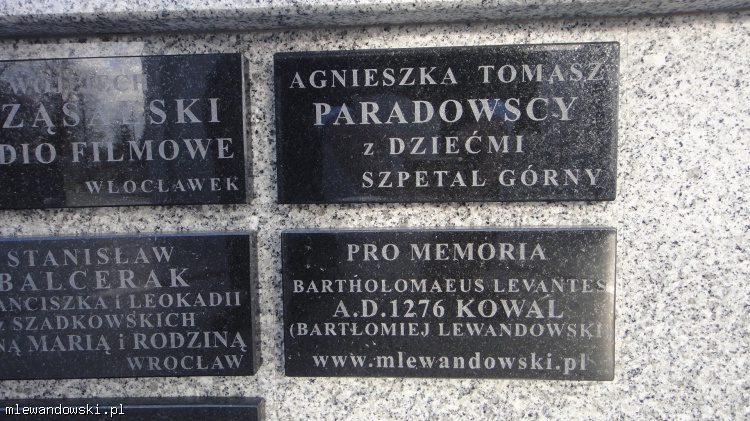 ZĄSALSKI
DIO FILMOWE
WŁOCŁAWEK
AGNIESZKA TOMASZ
PARADOWSCY
z DZIEĆMI
SZPETAL GÓRNY
STANISŁAW
BALCERAK
ANCISZKA i LEOKADII
z SZADKOWSKICH
NĄ MARIĄ i RODZINĄ
WROCŁAW
PRO MEMORIA
BARTHOLOMAEUS LEVANTES
A.D.1276 KOWAL
(BARTŁOMIEJ LEWANDOWSKI
www.mlewandowski.pl
mlewandowski.pl